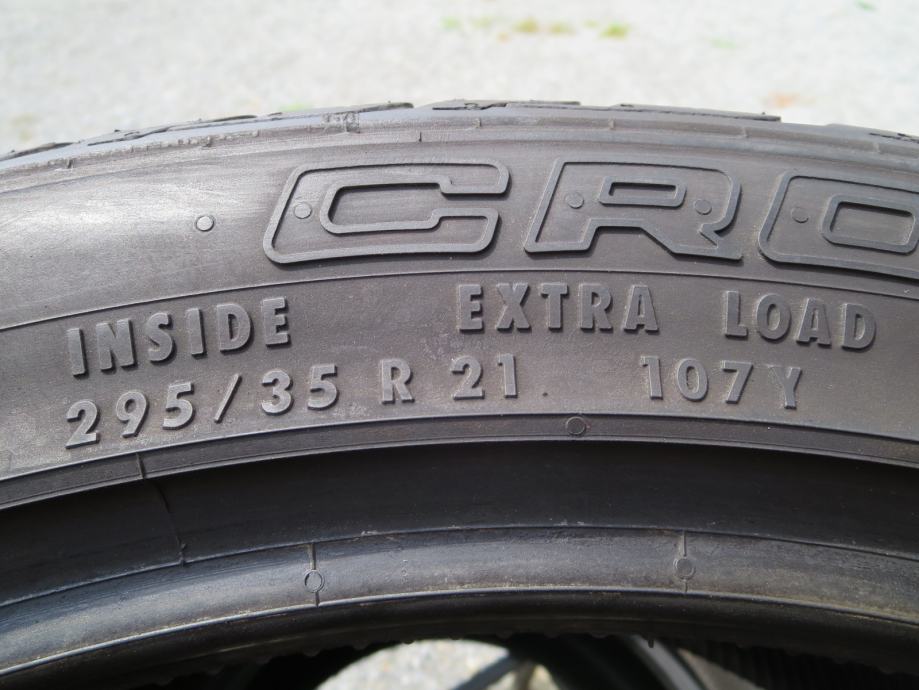 CRO
INSIDE EXTRA LOAD
295/35 R 21 107Y